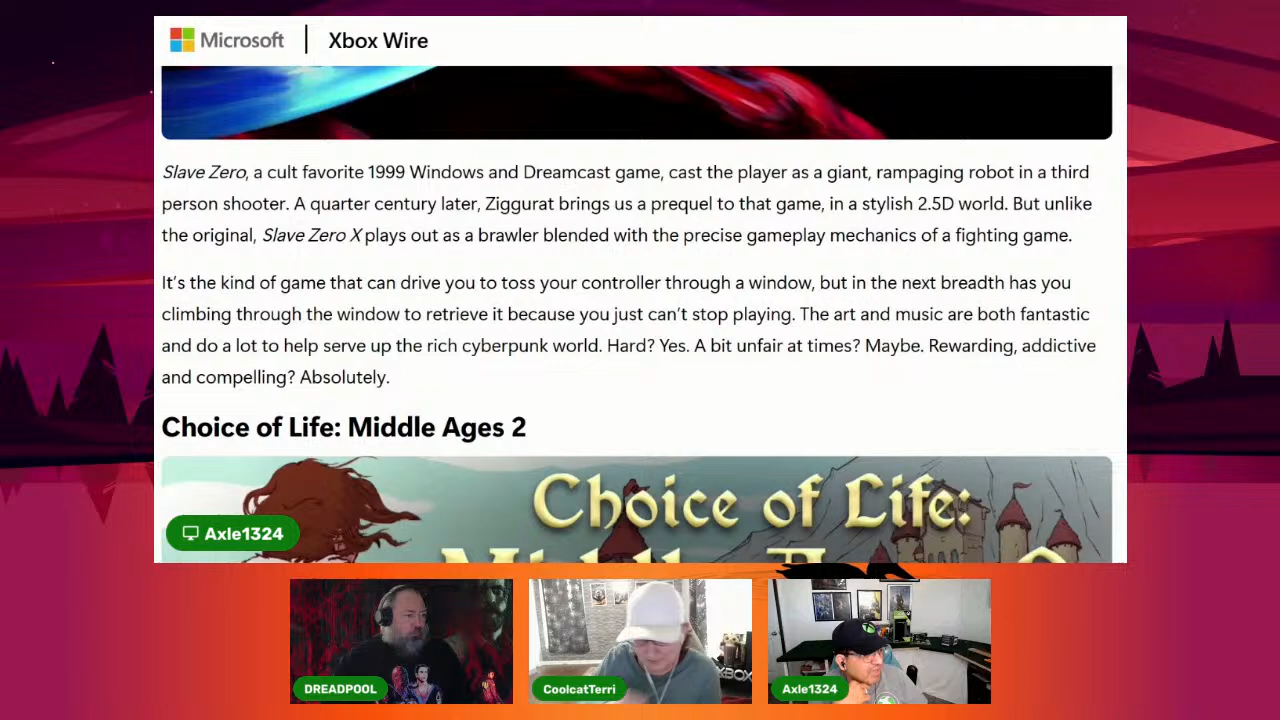 Microsoft | Xbox Wire
Slave Zero, a cult favorite 1999 Windows and Dreamcast game, cast the player as a giant, rampaging robot in a third
person shooter. A quarter century later, Ziggurat brings us a prequel to that game, in a stylish 2.5D world. But unlike
the original, Slave Zero X plays out as a brawler blended with the precise gameplay mechanics of a fighting game.
It’s the kind of game that can drive you to toss your controller through a window, but in the next breadth has you
climbing through the window to retrieve it because you just can’t stop playing. The art and music are both fantastic
and do a lot to help serve up the rich cyberpunk world. Hard? Yes. A bit unfair at times? Maybe. Rewarding, addictive
and compelling? Absolutely.
Choice of Life: Middle Ages 2
Choice of Life:
Axle1324
DREADPOOL
CoolcatTerri
XBOX
Axle1324